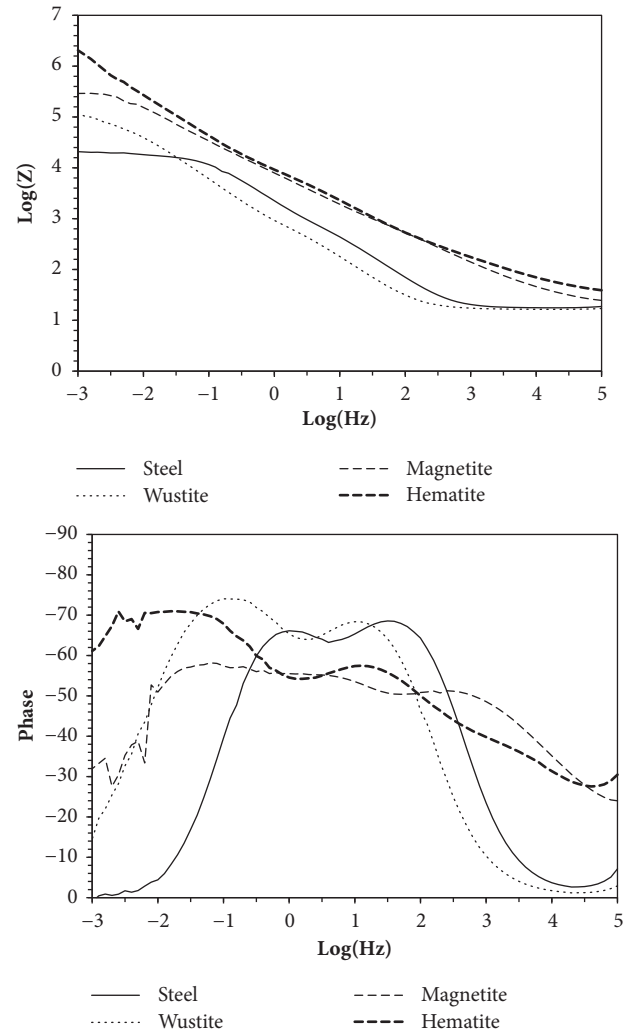 7
6
5
4
3
2
1
0
Log(Z)
−3 −2 −1 0 1 2 3 4 5
Log(Hz)
Steel Magnetite
Wustite Hematite
−90
−80
−70
−60
−50
−40
−30
−20
−10
0
Phase
−3 −2 −1 0 1 2 3 4 5
Log(Hz)
Steel Magnetite
Wustite Hematite